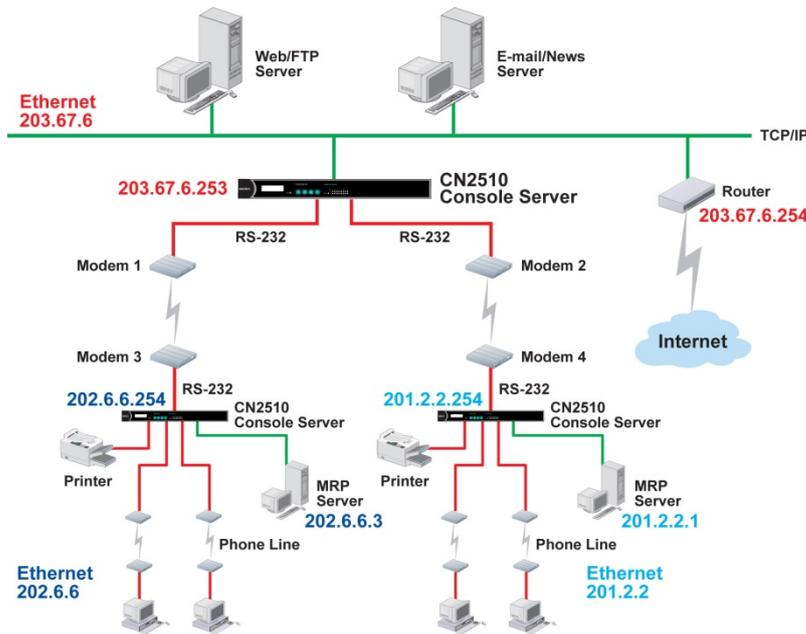 Web/FTP
Server
E-mail/News
Server
Ethernet
203.67.6
TCP/IP
203.67.6.253
CN2510
Console Server
Router
203.67.6.254
RS-232
RS-232
Modem 1
Modem 2
Internet
Modem 3
Modem 4
RS-232
RS-232
202.6.6.254
CN2510
Console Server
201.2.2.254
CN2510
Console Server
Printer
MRP
Server
202.6.6.3
Printer
MRP
Server
201.2.2.1
Phone Line
Phone Line
Ethernet
202.6.6
Ethernet
201.2.2